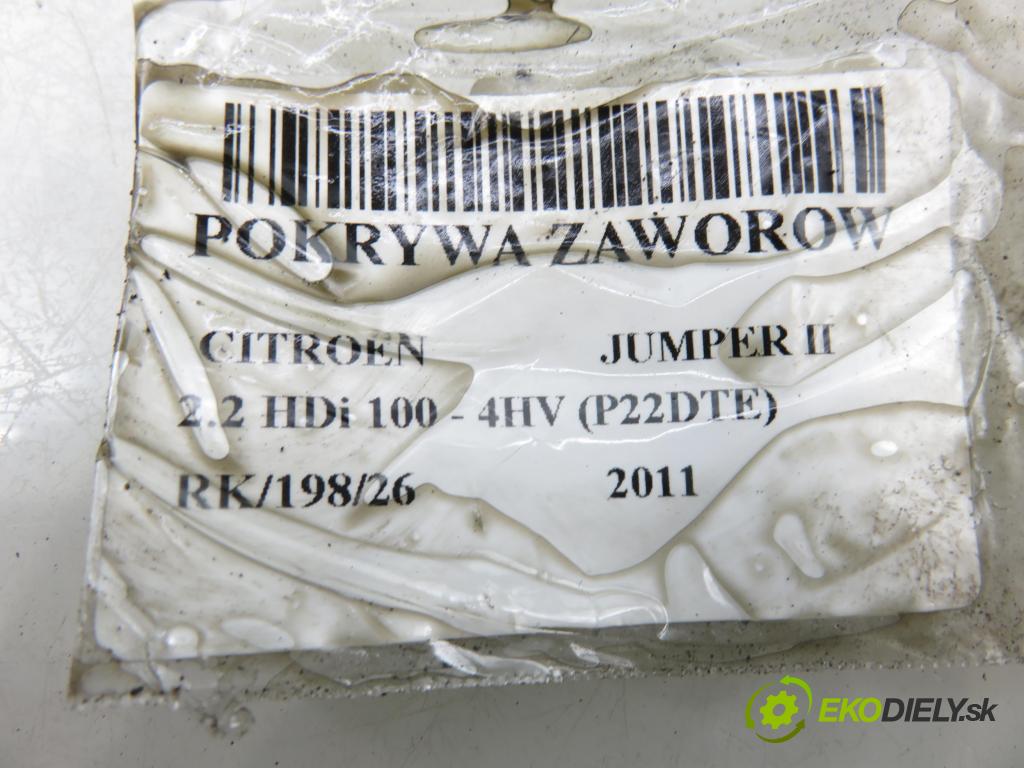 POKRYWA ZAWOROW
CITROEN JUMPER II
2.2 HDi 100 - 4HV (P22DTE)
RK/198/26 2011
EKODIELY.sk